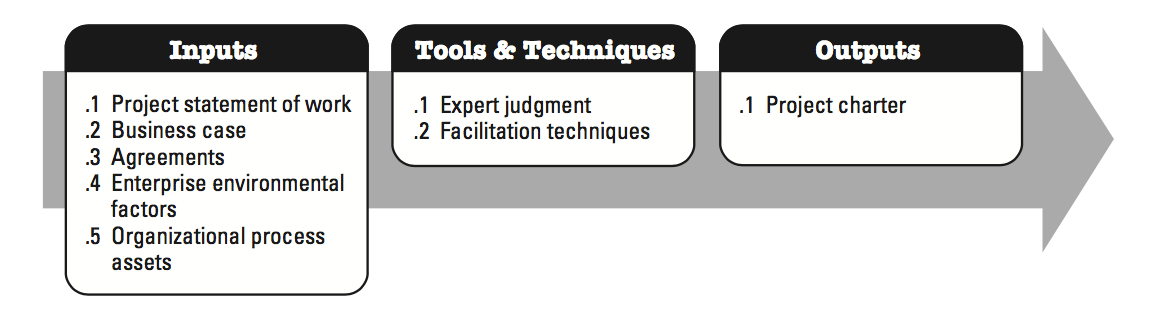 Inputs
.1 Project statement of work
.2 Business case
.3 Agreements
.4 Enterprise environmental
factors
.5 Organizational process
assets
Tools & Techniques
.1 Expert judgment
.2 Facilitation techniques
Outputs
.1 Project charter